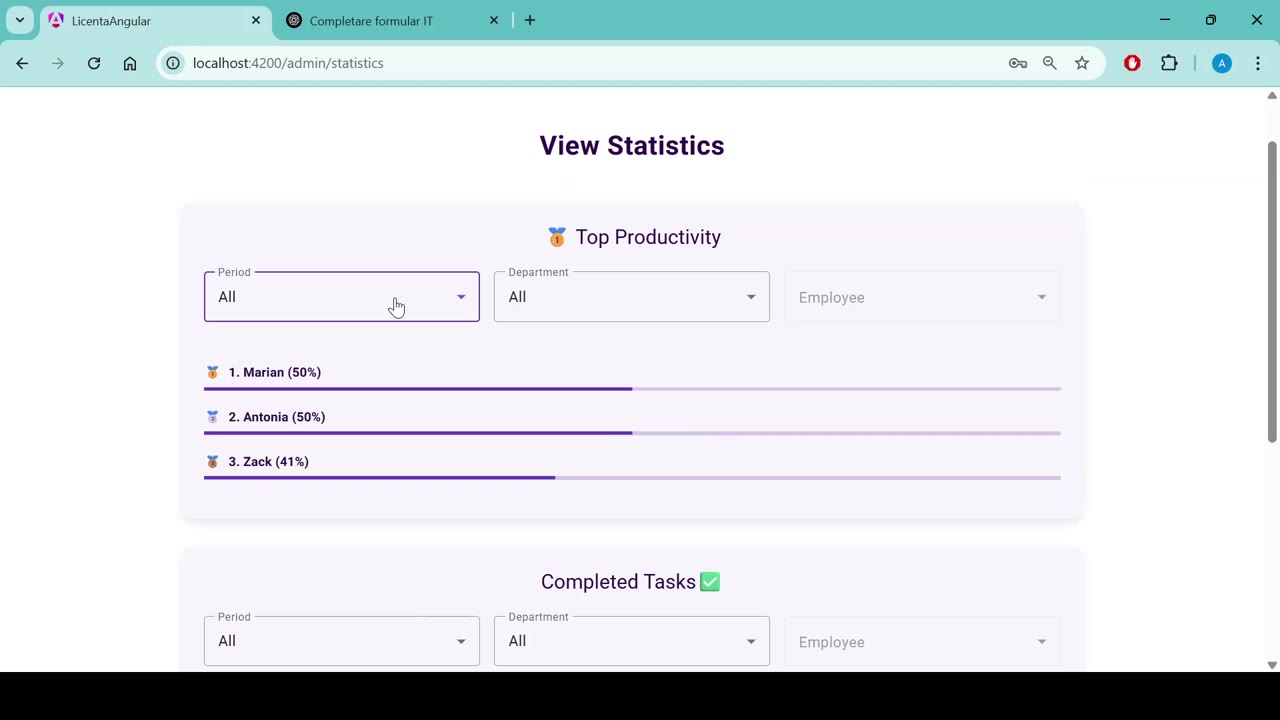 LicentaAngular
Completare formular IT
localhost:4200/admin/statistics
A
View Statistics
Top Productivity
Period
All
Department
All
Employee
1. Marian (50%)
2. Antonia (50%)
3. Zack (41%)
Completed Tasks
Period
All
Department
All
Employee